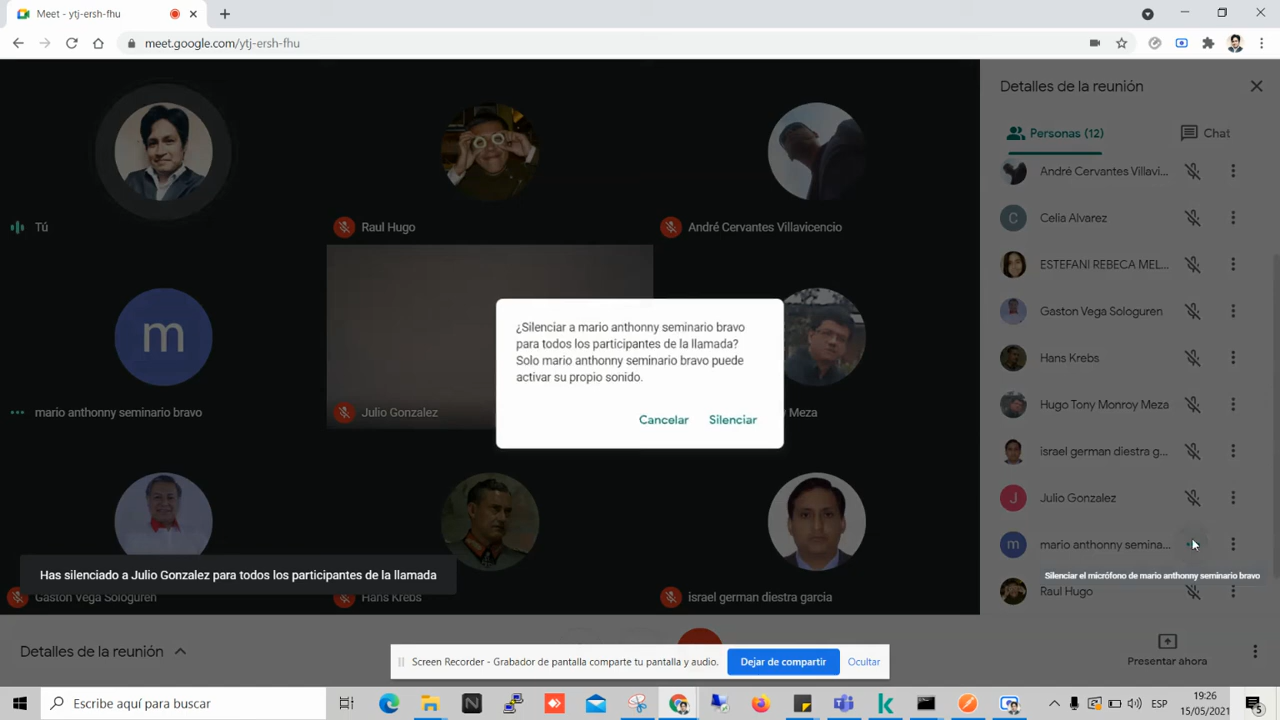 Meet - ytj-ersh-fhu
meet.google.com/ytj-ersh-fhu
Tú
Raul Hugo
André Cervantes Villavicencio
mario anthonny seminario bravo
Julio Gonzalez
Meza
Gaston Vega Sologuren
Hans Krebs
israel german diestra garcia
¿Silenciar a mario anthonny seminario bravo
para todos los participantes de la llamada?
Solo mario anthonny seminario bravo puede
activar su propio sonido.
Cancelar
Silenciar
Has silenciado a Julio Gonzalez para todos los participantes de la llamada
Detalles de la reunión
Personas (12)
Chat
André Cervantes Villavi...
C
Celia Alvarez
ESTEFANI REBECA MEL...
Gaston Vega Sologuren
Hans Krebs
Hugo Tony Monroy Meza
israel german diestra g...
J
Julio Gonzalez
m
mario anthonny semina...
Silenciar el micrófono de mario anthonny seminario bravo
Raul Hugo
m
Detalles de la reunión
Presentar ahora
Screen Recorder - Grabador de pantalla comparte tu pantalla y audio.
Dejar de compartir
Ocultar
Escribe aquí para buscar
19:26
15/05/2021
5